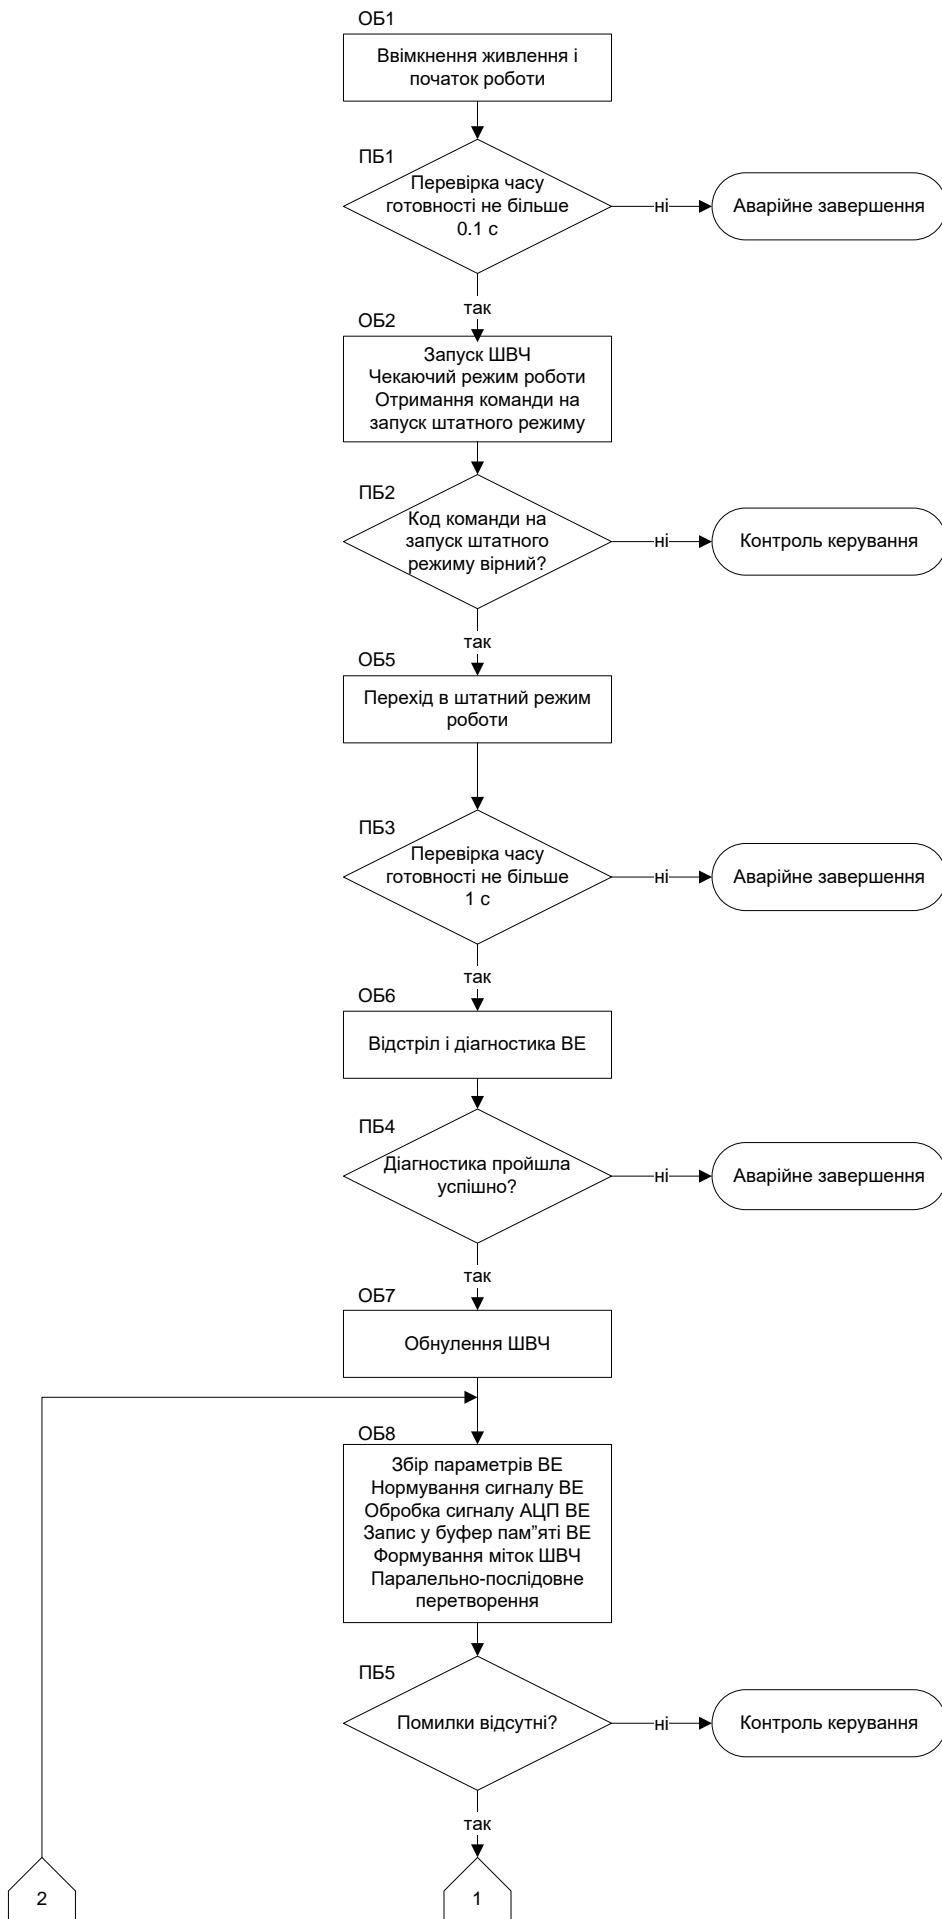 ОБ1
Ввімкнення живлення і
початок роботи
ПБ1
Перевірка часу
готовності не більше
0.1 с
ні
Аварійне завершення
так
ОБ2
Запуск ШВЧ
Чекаючий режим роботи
Отримання команди на
запуск штатного режиму
ПБ2
Код команди на
запуск штатного
режиму вірний?
ні
Контроль керування
так
ОБ5
Перехід в штатний режим
роботи
ПБ3
Перевірка часу
готовності не більше
1 с
ні
Аварійне завершення
так
ОБ6
Відстріл і діагностика ВЕ
ПБ4
Діагностика пройшла
успішно?
ні
Аварійне завершення
так
ОБ7
Обнулення ШВЧ
ОБ8
Збір параметрів ВЕ
Нормування сигналу ВЕ
Обробка сигналу АЦП ВЕ
Запис у буфер пам"яті ВЕ
Формування міток ШВЧ
Паралельно-послідовне
перетворення
ПБ5
Помилки відсутні?
ні
Контроль керування
так
2
1